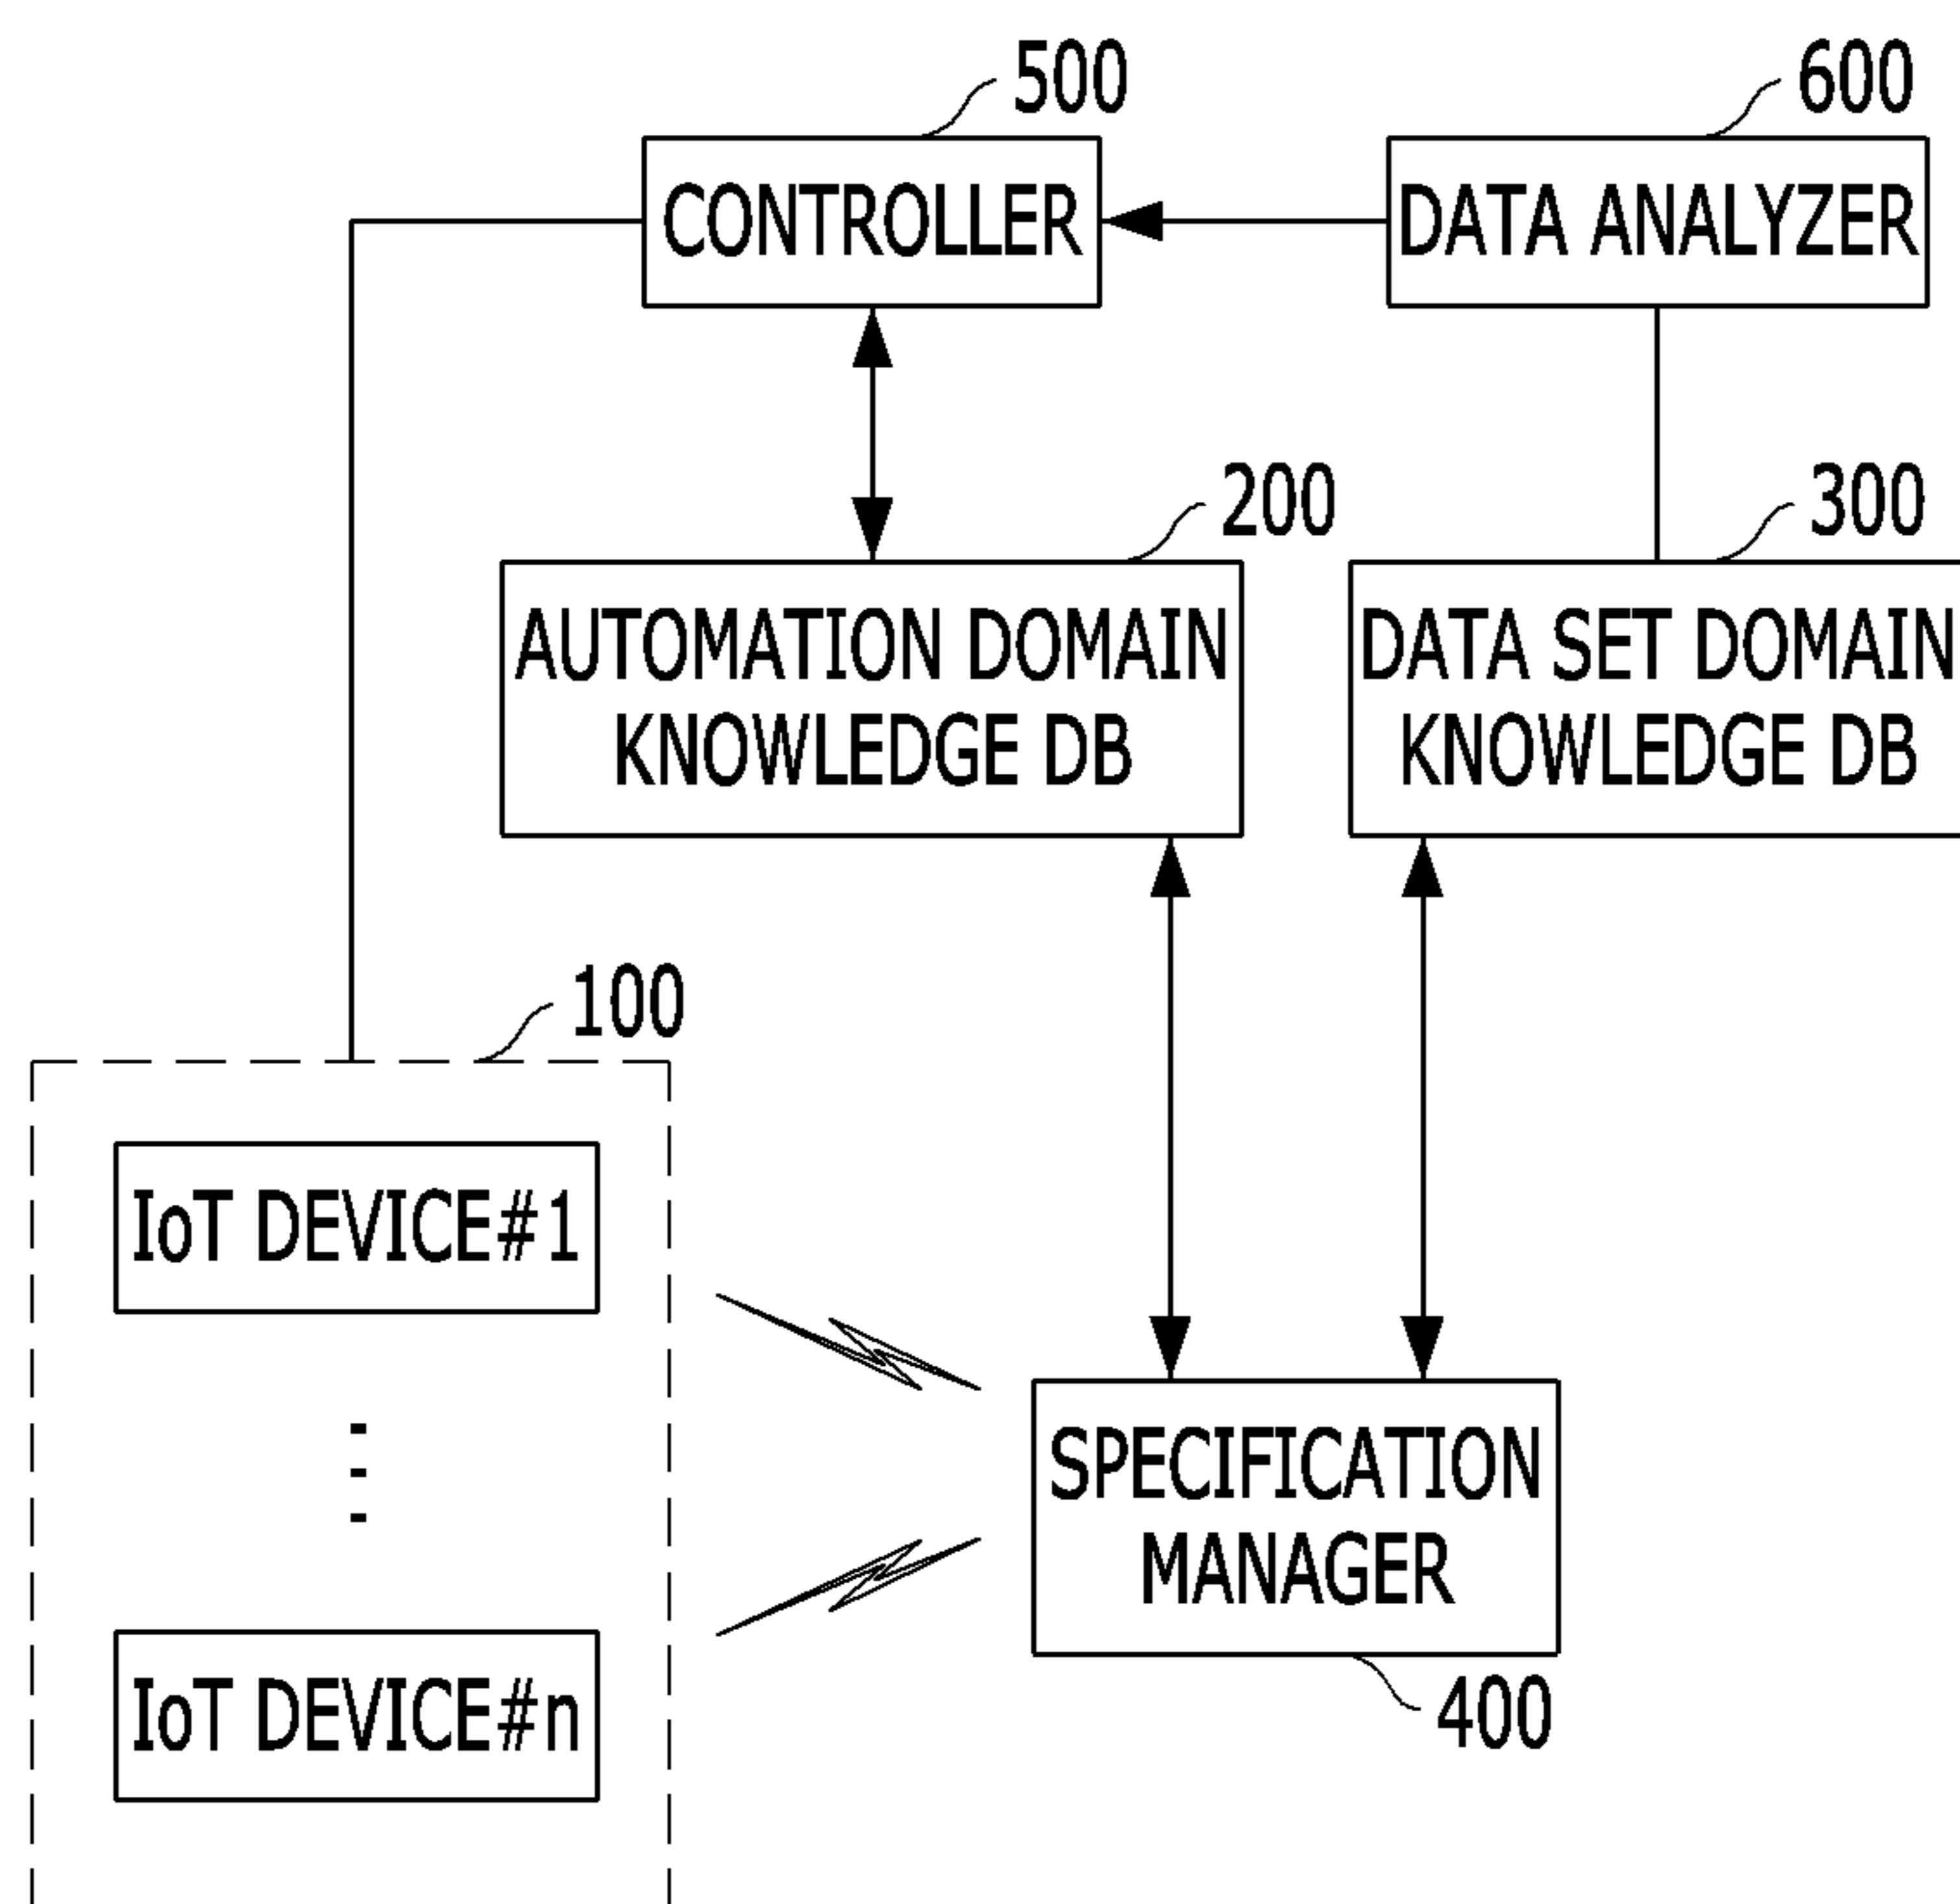 500
600
CONTROLLER
DATA ANALYZER
200
300
AUTOMATION DOMAIN
KNOWLEDGE DB
DATA SET DOMAIN
KNOWLEDGE DB
100
IoT DEVICE#1
SPECIFICATION
MANAGER
IoT DEVICE#n
400